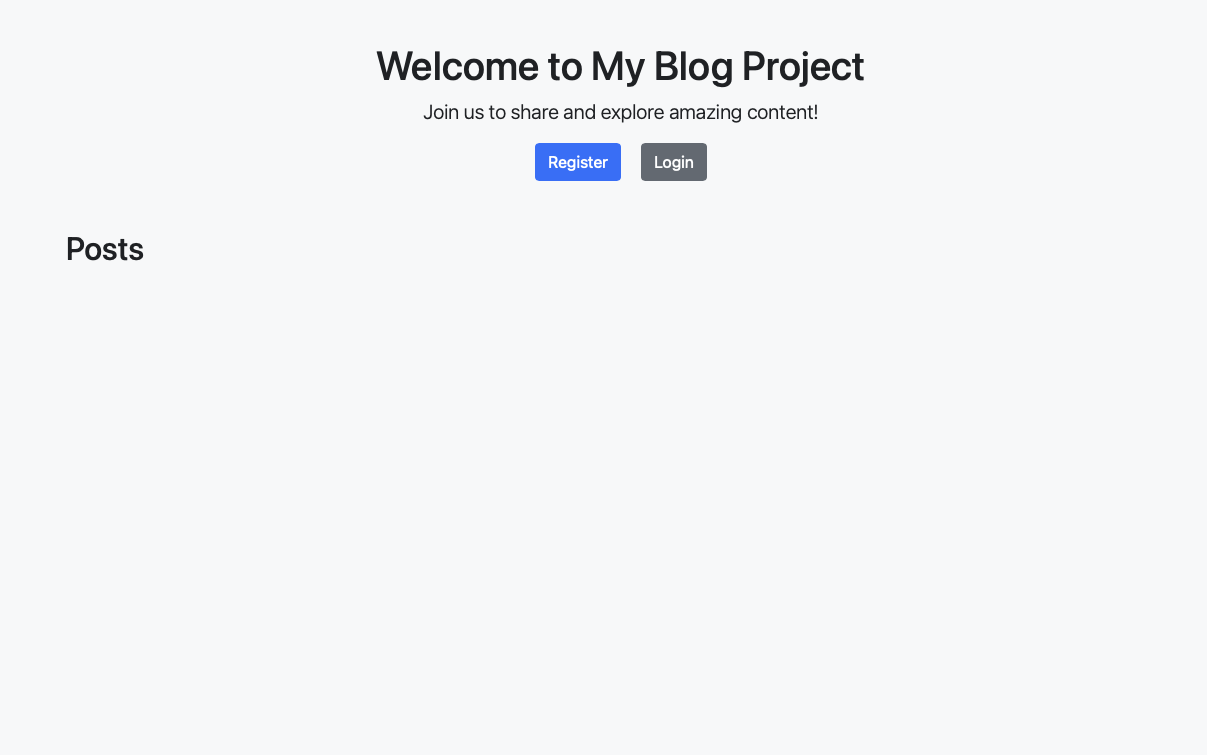 Welcome to My Blog Project
Join us to share and explore amazing content!
Register Login
Posts